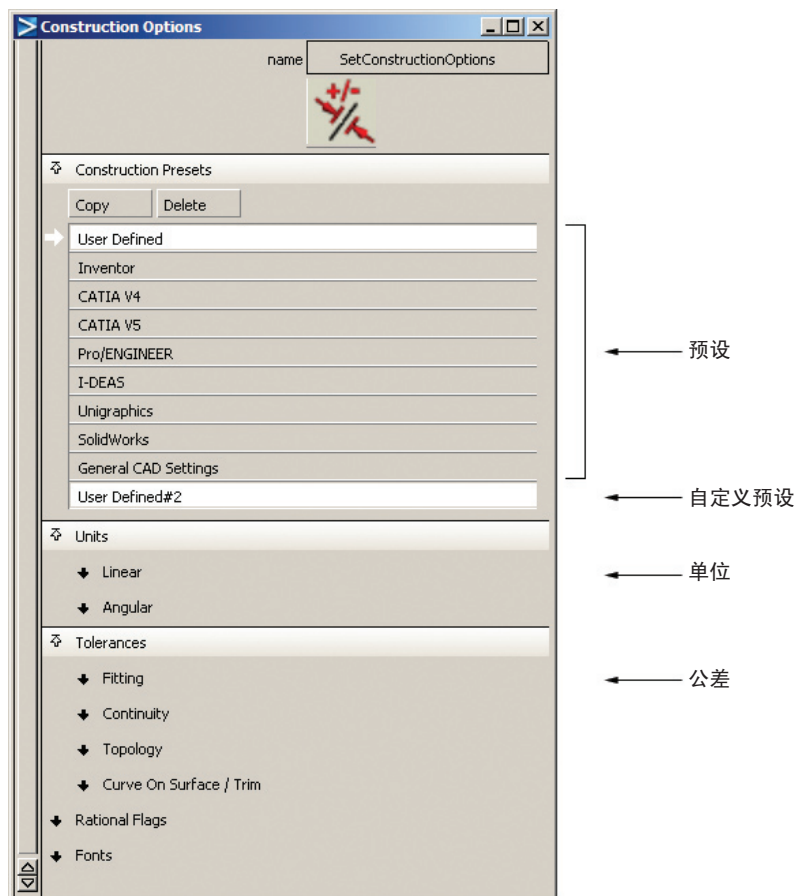 Construction Options
name SetConstructionOptions
+/-
Construction Presets
Copy Delete
User Defined
Inventor
CATIA V4
CATIA V5
Pro/ENGINEER
预设
I-DEAS
Unigraphics
SolidWorks
General CAD Settings
User Defined#2
自定义预设
Units
Linear
单位
Angular
Tolerances
Fitting
公差
Continuity
Topology
Curve On Surface / Trim
Rational Flags
Fonts